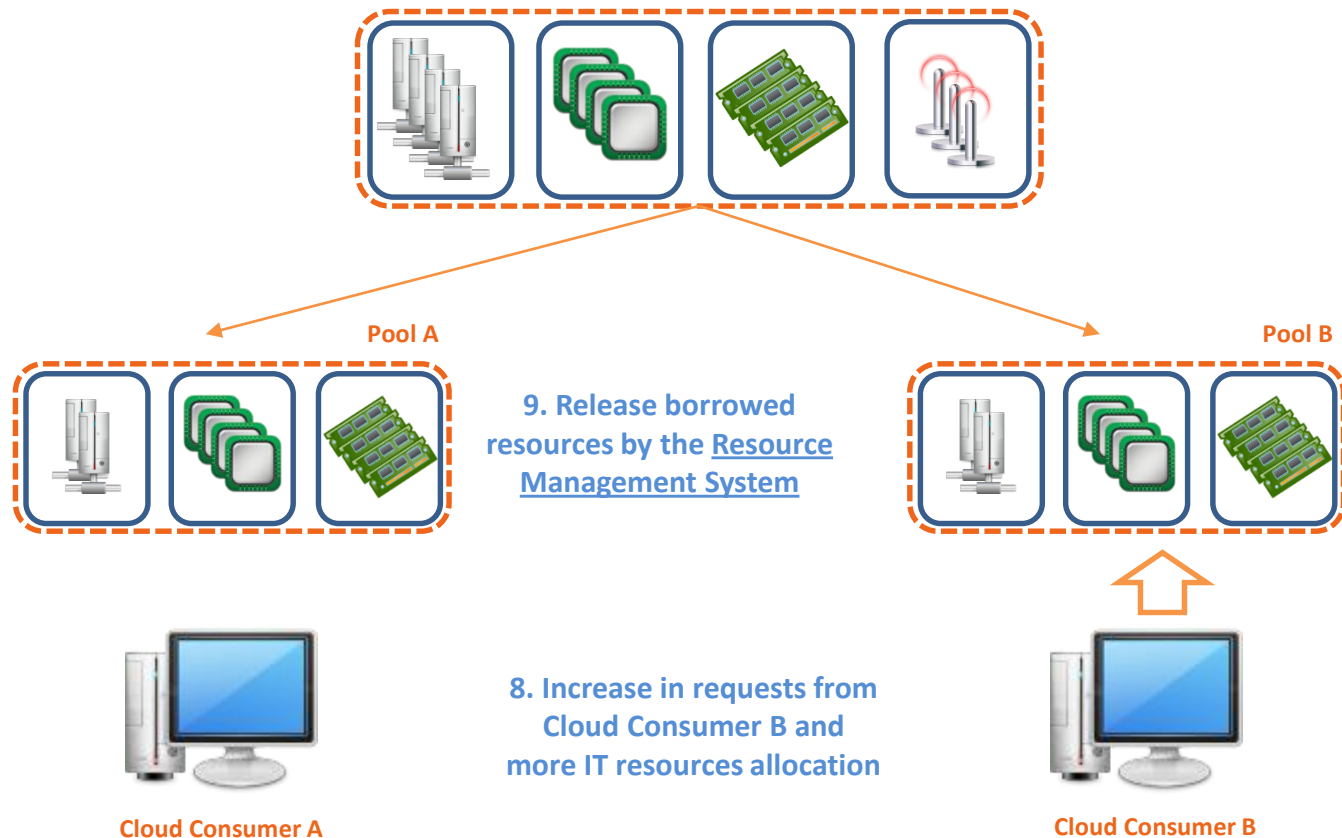 Pool A
Pool B
9. Release borrowed
resources by the Resource
Management System
8. Increase in requests from
Cloud Consumer B and
more IT resources allocation
Cloud Consumer A
Cloud Consumer B